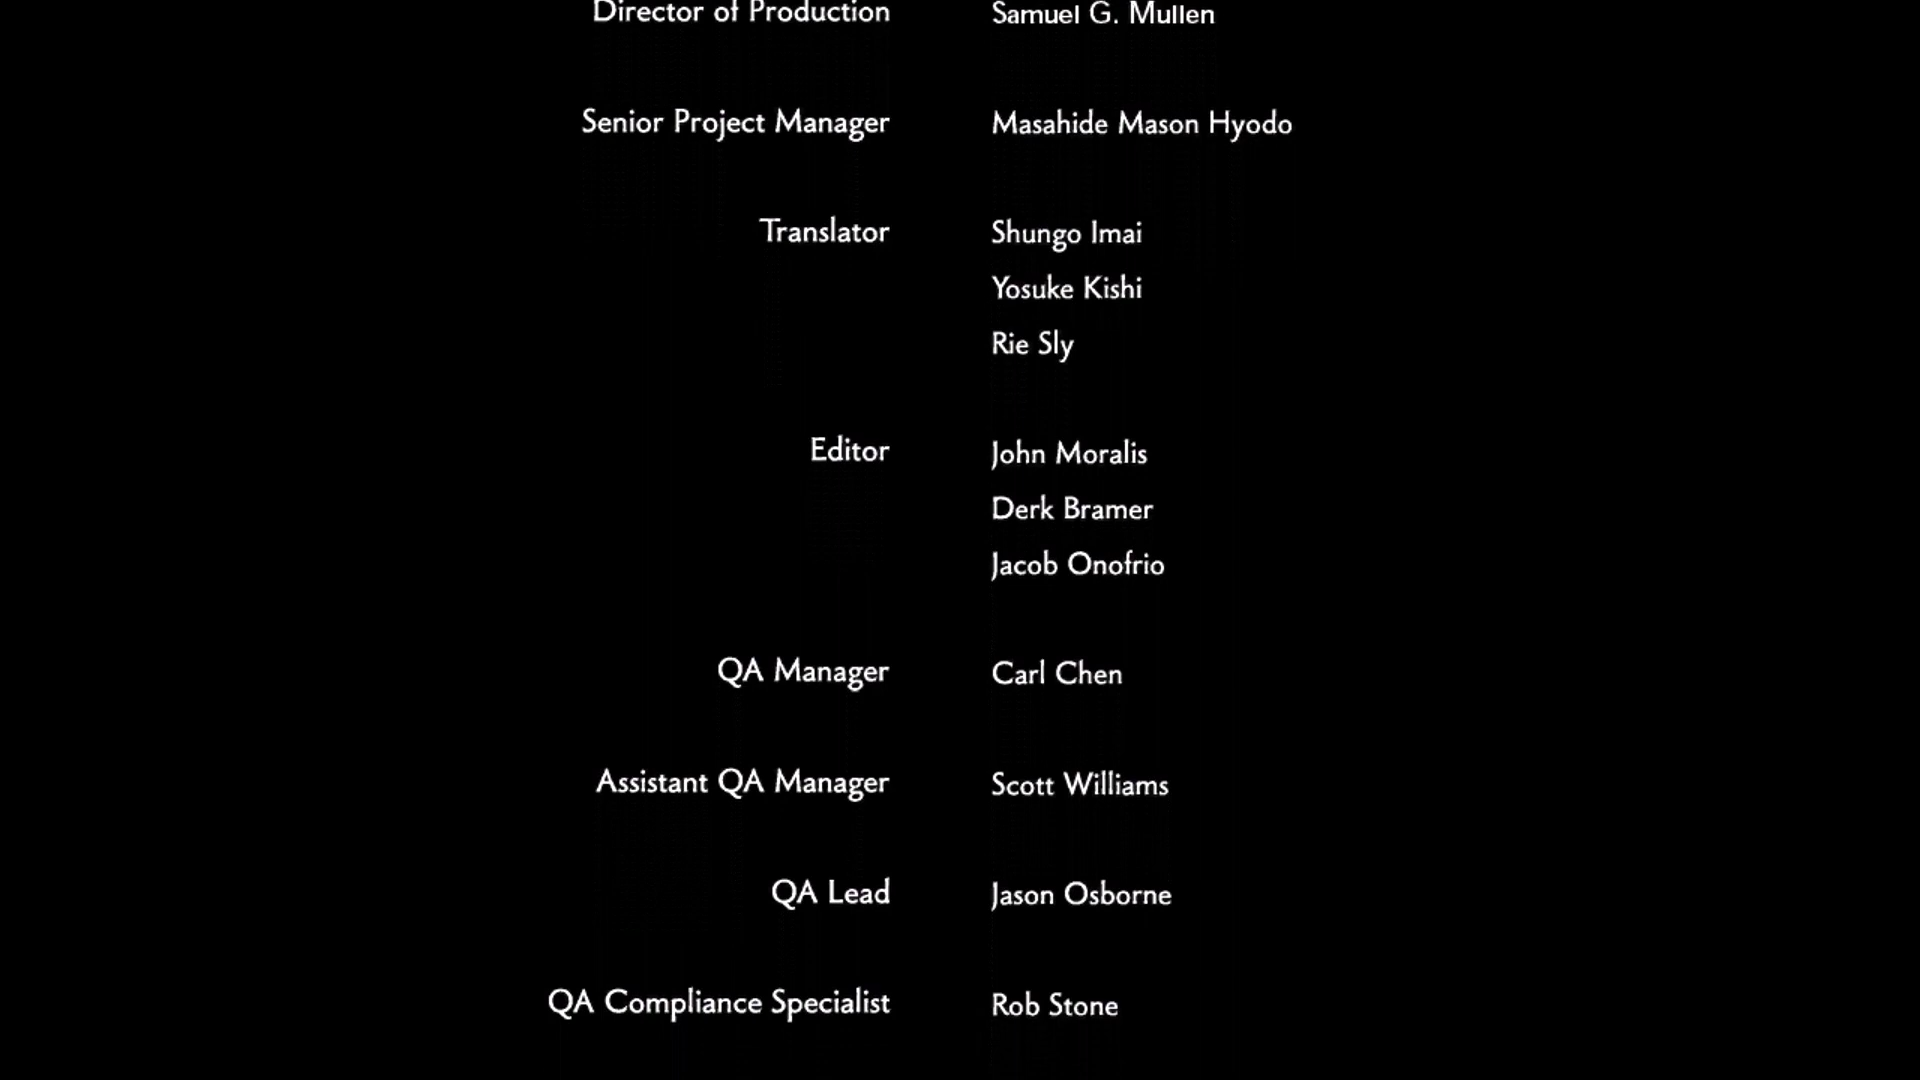 Director of Production Samuel G. Mullen
Senior Project Manager Masahide Mason Hyodo
Translator Shungo Imai
Yosuke Kishi
Rie Sly
Editor John Moralis
Derk Bramer
Jacob Onofrio
QA Manager Carl Chen
Assistant QA Manager Scott Williams
QA Lead Jason Osborne
QA Compliance Specialist Rob Stone